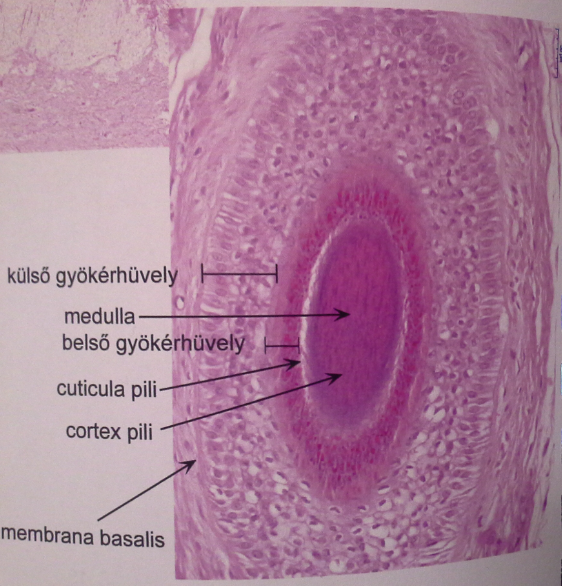 külső gyökérhüvely
medulla
belső gyökérhüvely
cuticula pili
cortex pili
membrana basalis